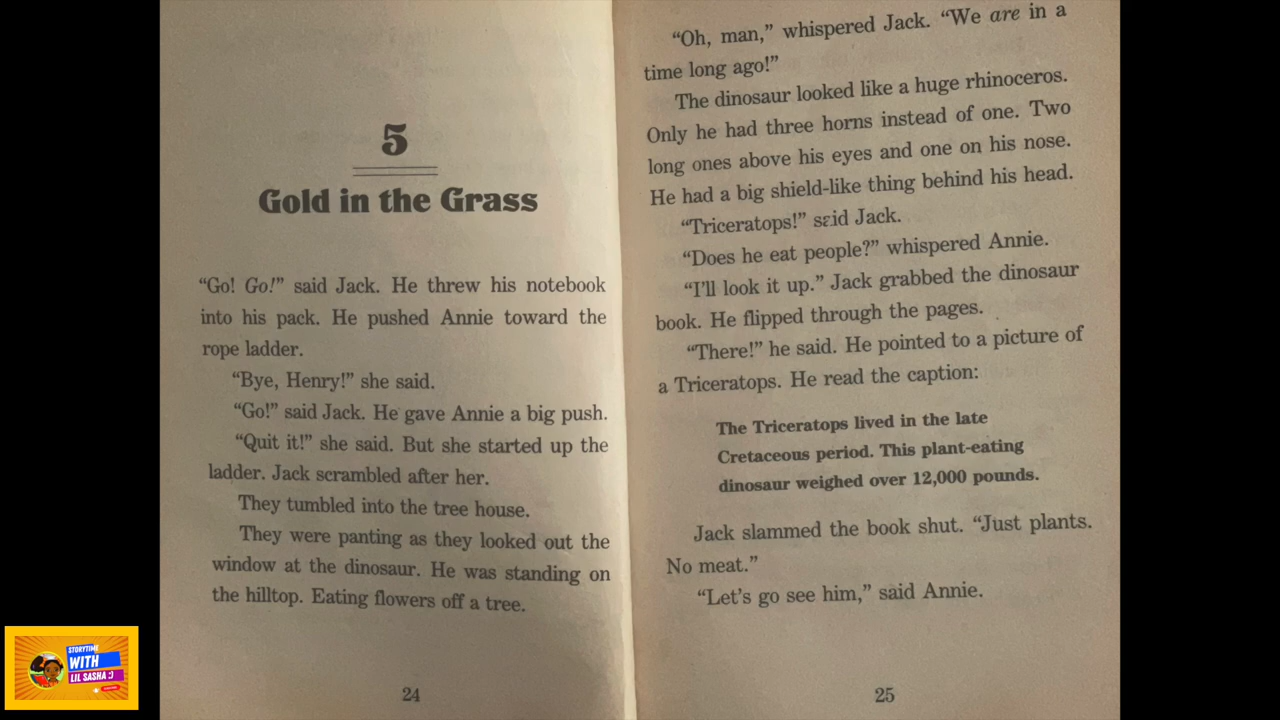 5
Gold in the Grass
“Go! Go!” said Jack. He threw his notebook
into his pack. He pushed Annie toward the
rope ladder.
“Bye, Henry!” she said.
“Go!” said Jack. He gave Annie a big push.
“Quit it!” she said. But she started up the
ladder. Jack scrambled after her.
They tumbled into the tree house.
They were panting as they looked out the
window at the dinosaur. He was standing on
the hilltop. Eating flowers off a tree.
24
“Oh, man,” whispered Jack. “We are in a
time long ago!”
The dinosaur looked like a huge rhinoceros.
Only he had three horns instead of one. Two
long ones above his eyes and one on his nose.
He had a big shield-like thing behind his head.
“Triceratops!” said Jack.
“Does he eat people?” whispered Annie.
“I’ll look it up.” Jack grabbed the dinosaur
book. He flipped through the pages.
“There!” he said. He pointed to a picture of
a Triceratops. He read the caption:
The Triceratops lived in the late
Cretaceous period. This plant-eating
dinosaur weighed over 12,000 pounds.
Jack slammed the book shut. “Just plants.
No meat.”
“Let’s go see him,” said Annie.
25
STORYTIME
WITH
LIL SASHA :)